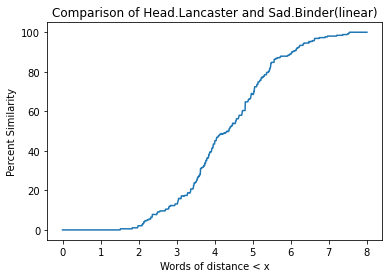 Comparison of Head.Lancaster and Sad.Binder(linear)
100
80
60
40
20
0
Percent Similarity
0 1 2 3 4 5 6 7 8
Words of distance < x